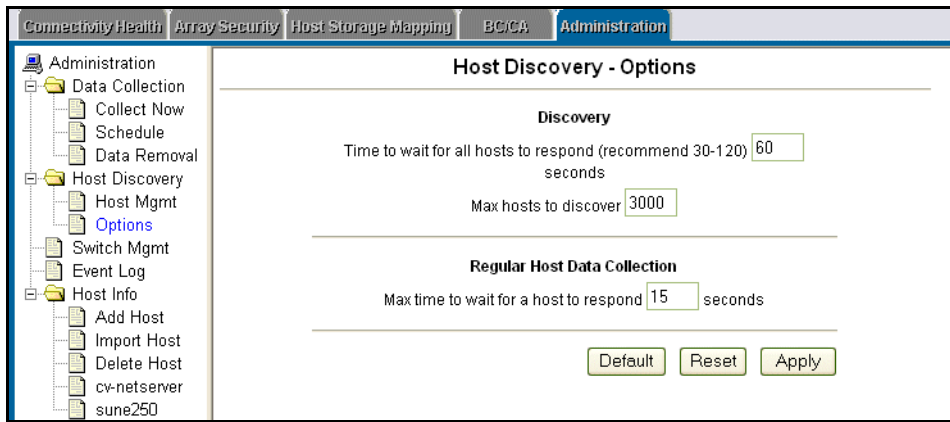 Connectivity Health Array Security Host Storage Mapping BC/CA Administration
Administration
Data Collection
Collect Now
Schedule
Data Removal
Host Discovery
Host Mgmt
Options
Switch Mgmt
Event Log
Host Info
Add Host
Import Host
Delete Host
cv-netserver
sune250
Host Discovery - Options
Discovery
Time to wait for all hosts to respond (recommend 30-120) 60
seconds
Max hosts to discover 3000
Regular Host Data Collection
Max time to wait for a host to respond 15 seconds
Default Reset Apply